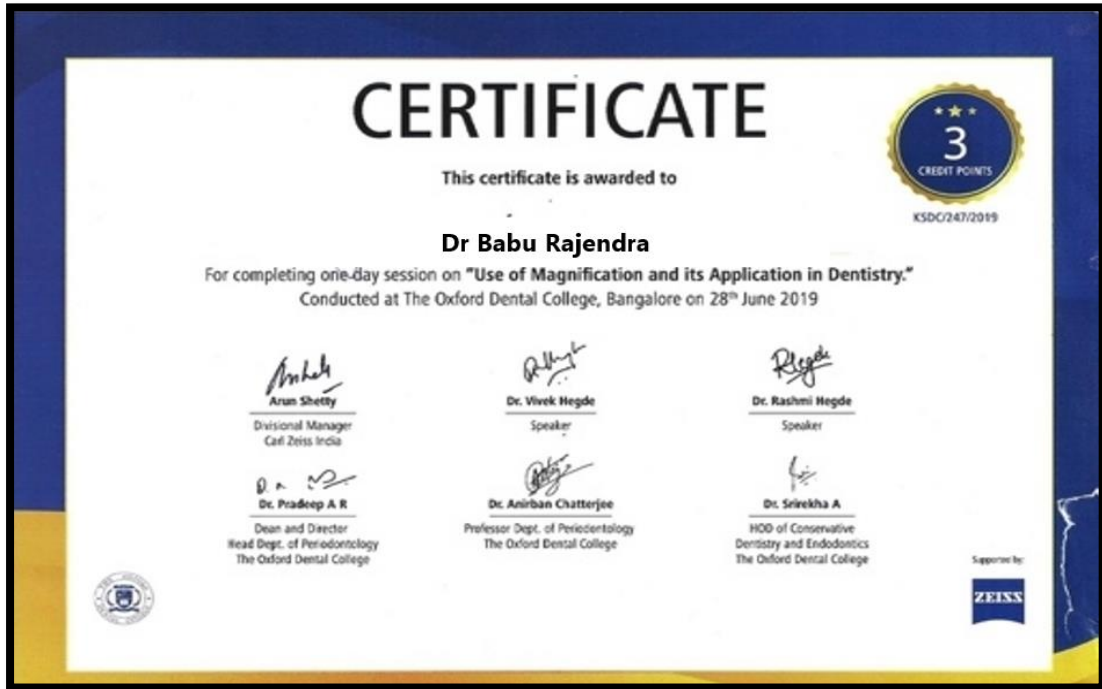 CERTIFICATE
3
CREDIT POINTS
KSDC/247/2019
This certificate is awarded to
Dr Babu Rajendra
For completing one-day session on "Use of Magnification and its Application in Dentistry."
Conducted at The Oxford Dental College, Bangalore on 28th June 2019
Arun Shetty
Divisional Manager
Carl Zeiss India
Dr. Vivek Hegde
Speaker
Dr. Rashmi Hegde
Speaker
Dr. Pradeep A R
Dean and Director
Head Dept. of Periodontology
The Oxford Dental College
Dr. Anirban Chatterjee
Professor Dept. of Periodontology
The Oxford Dental College
Dr. Srirekha A
HOD of Conservative
Dentistry and Endodontics
The Oxford Dental College
Supported by:
ZEISS